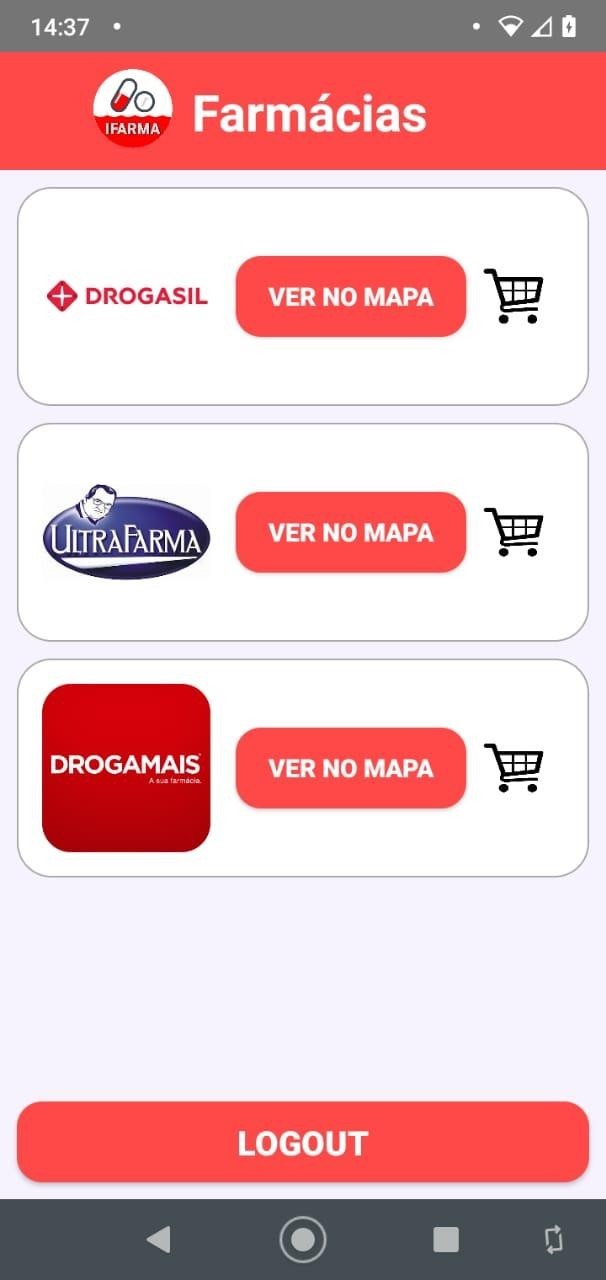 14:37
IFARMA
Farmácias
DROGASIL
VER NO MAPA
ULTRAFARMA
VER NO MAPA
DROGAMAIS
A sua farmácia.
VER NO MAPA
LOGOUT